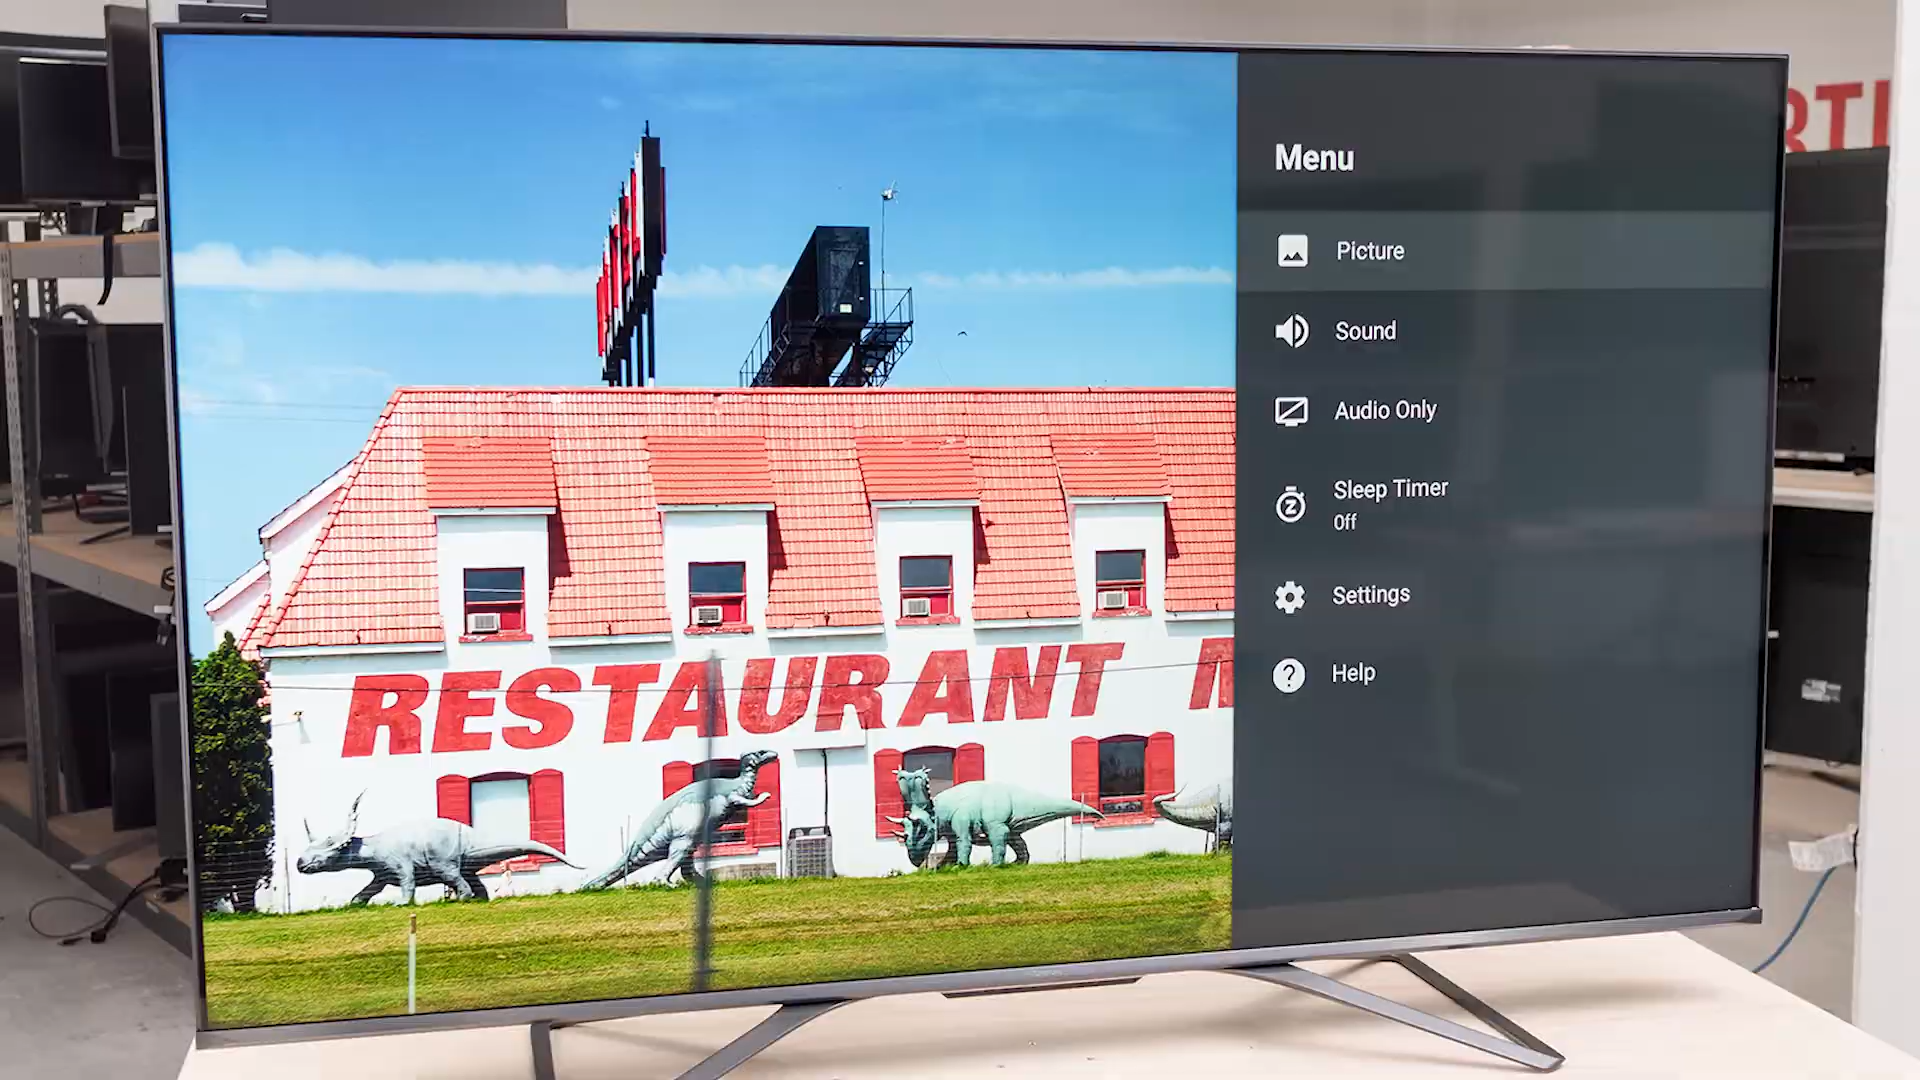 RESTAURANT
Menu
Picture
Sound
Audio Only
Sleep Timer
Off
Settings
Help